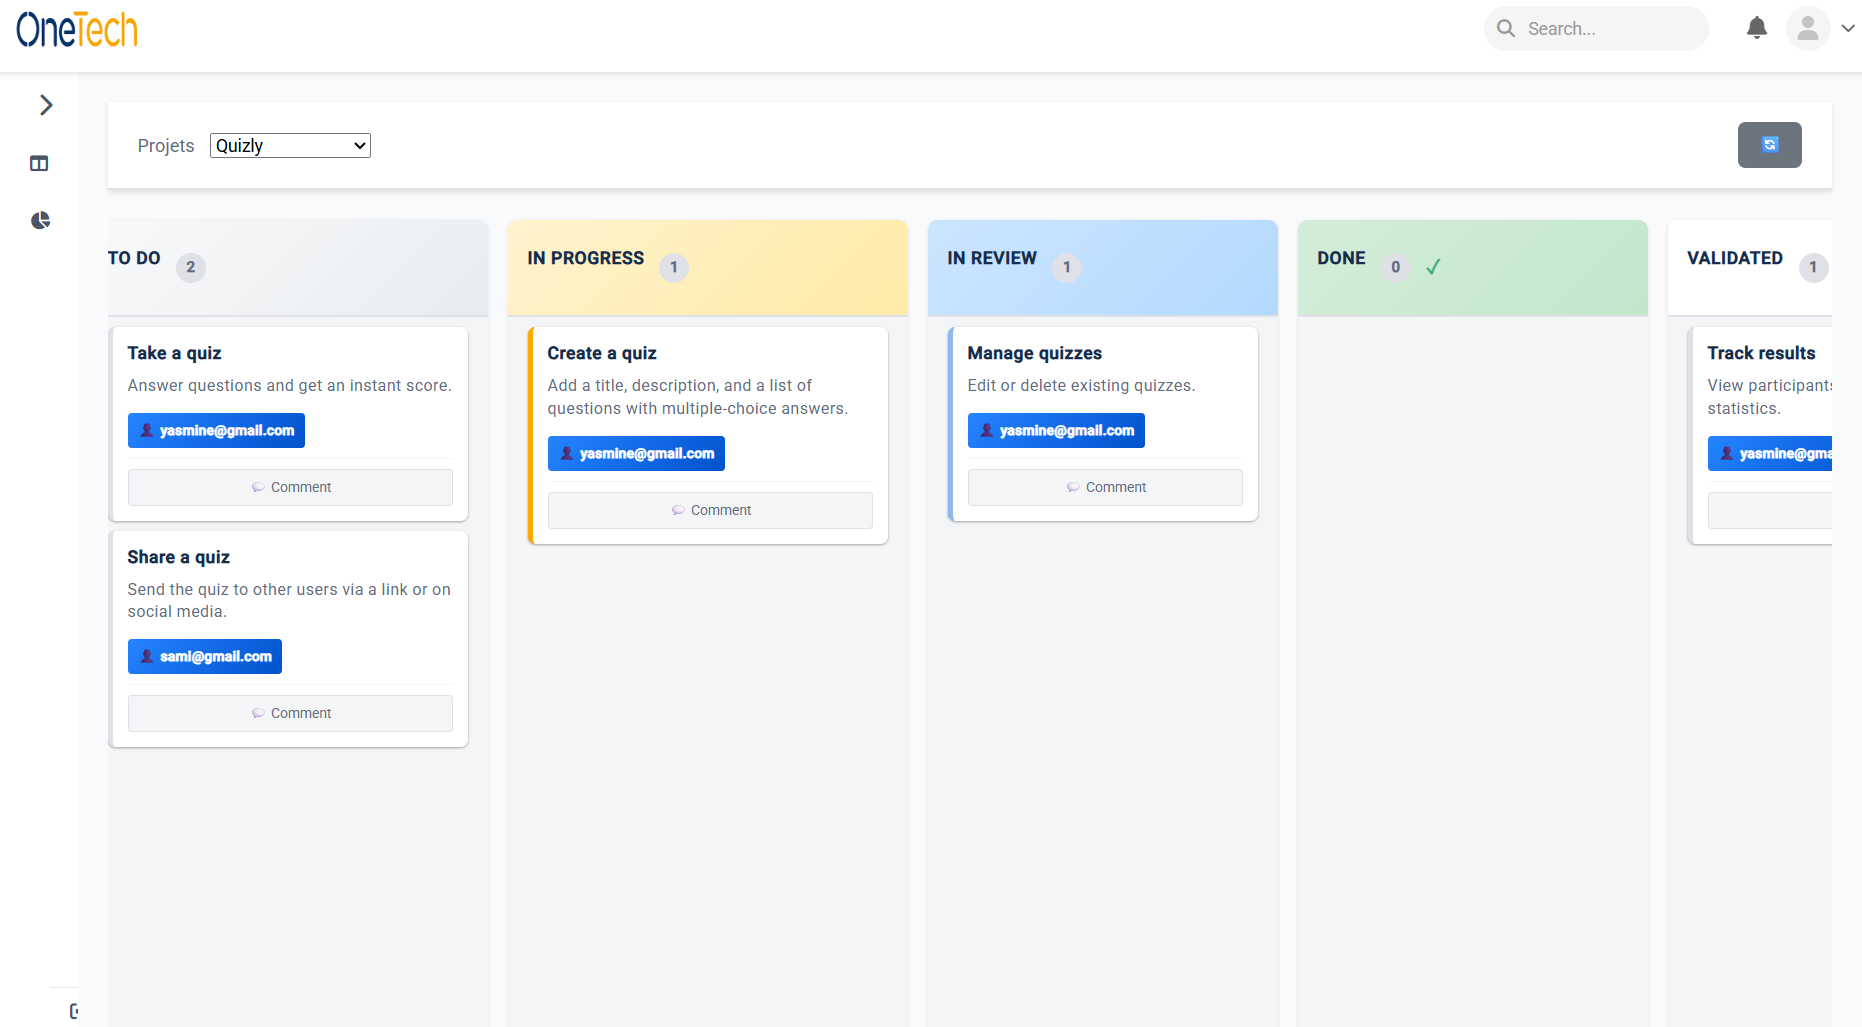 OneTech
Search...
Projets
Quizly
TO DO
2
Take a quiz
Answer questions and get an instant score.
yasmine@gmail.com
Comment
Share a quiz
Send the quiz to other users via a link or on
social media.
sami@gmail.com
Comment
IN PROGRESS
1
Create a quiz
Add a title, description, and a list of
questions with multiple-choice answers.
yasmine@gmail.com
Comment
IN REVIEW
1
Manage quizzes
Edit or delete existing quizzes.
yasmine@gmail.com
Comment
DONE
0 ✓
VALIDATED
1
Track results
View participants
statistics.
yasmine@gma